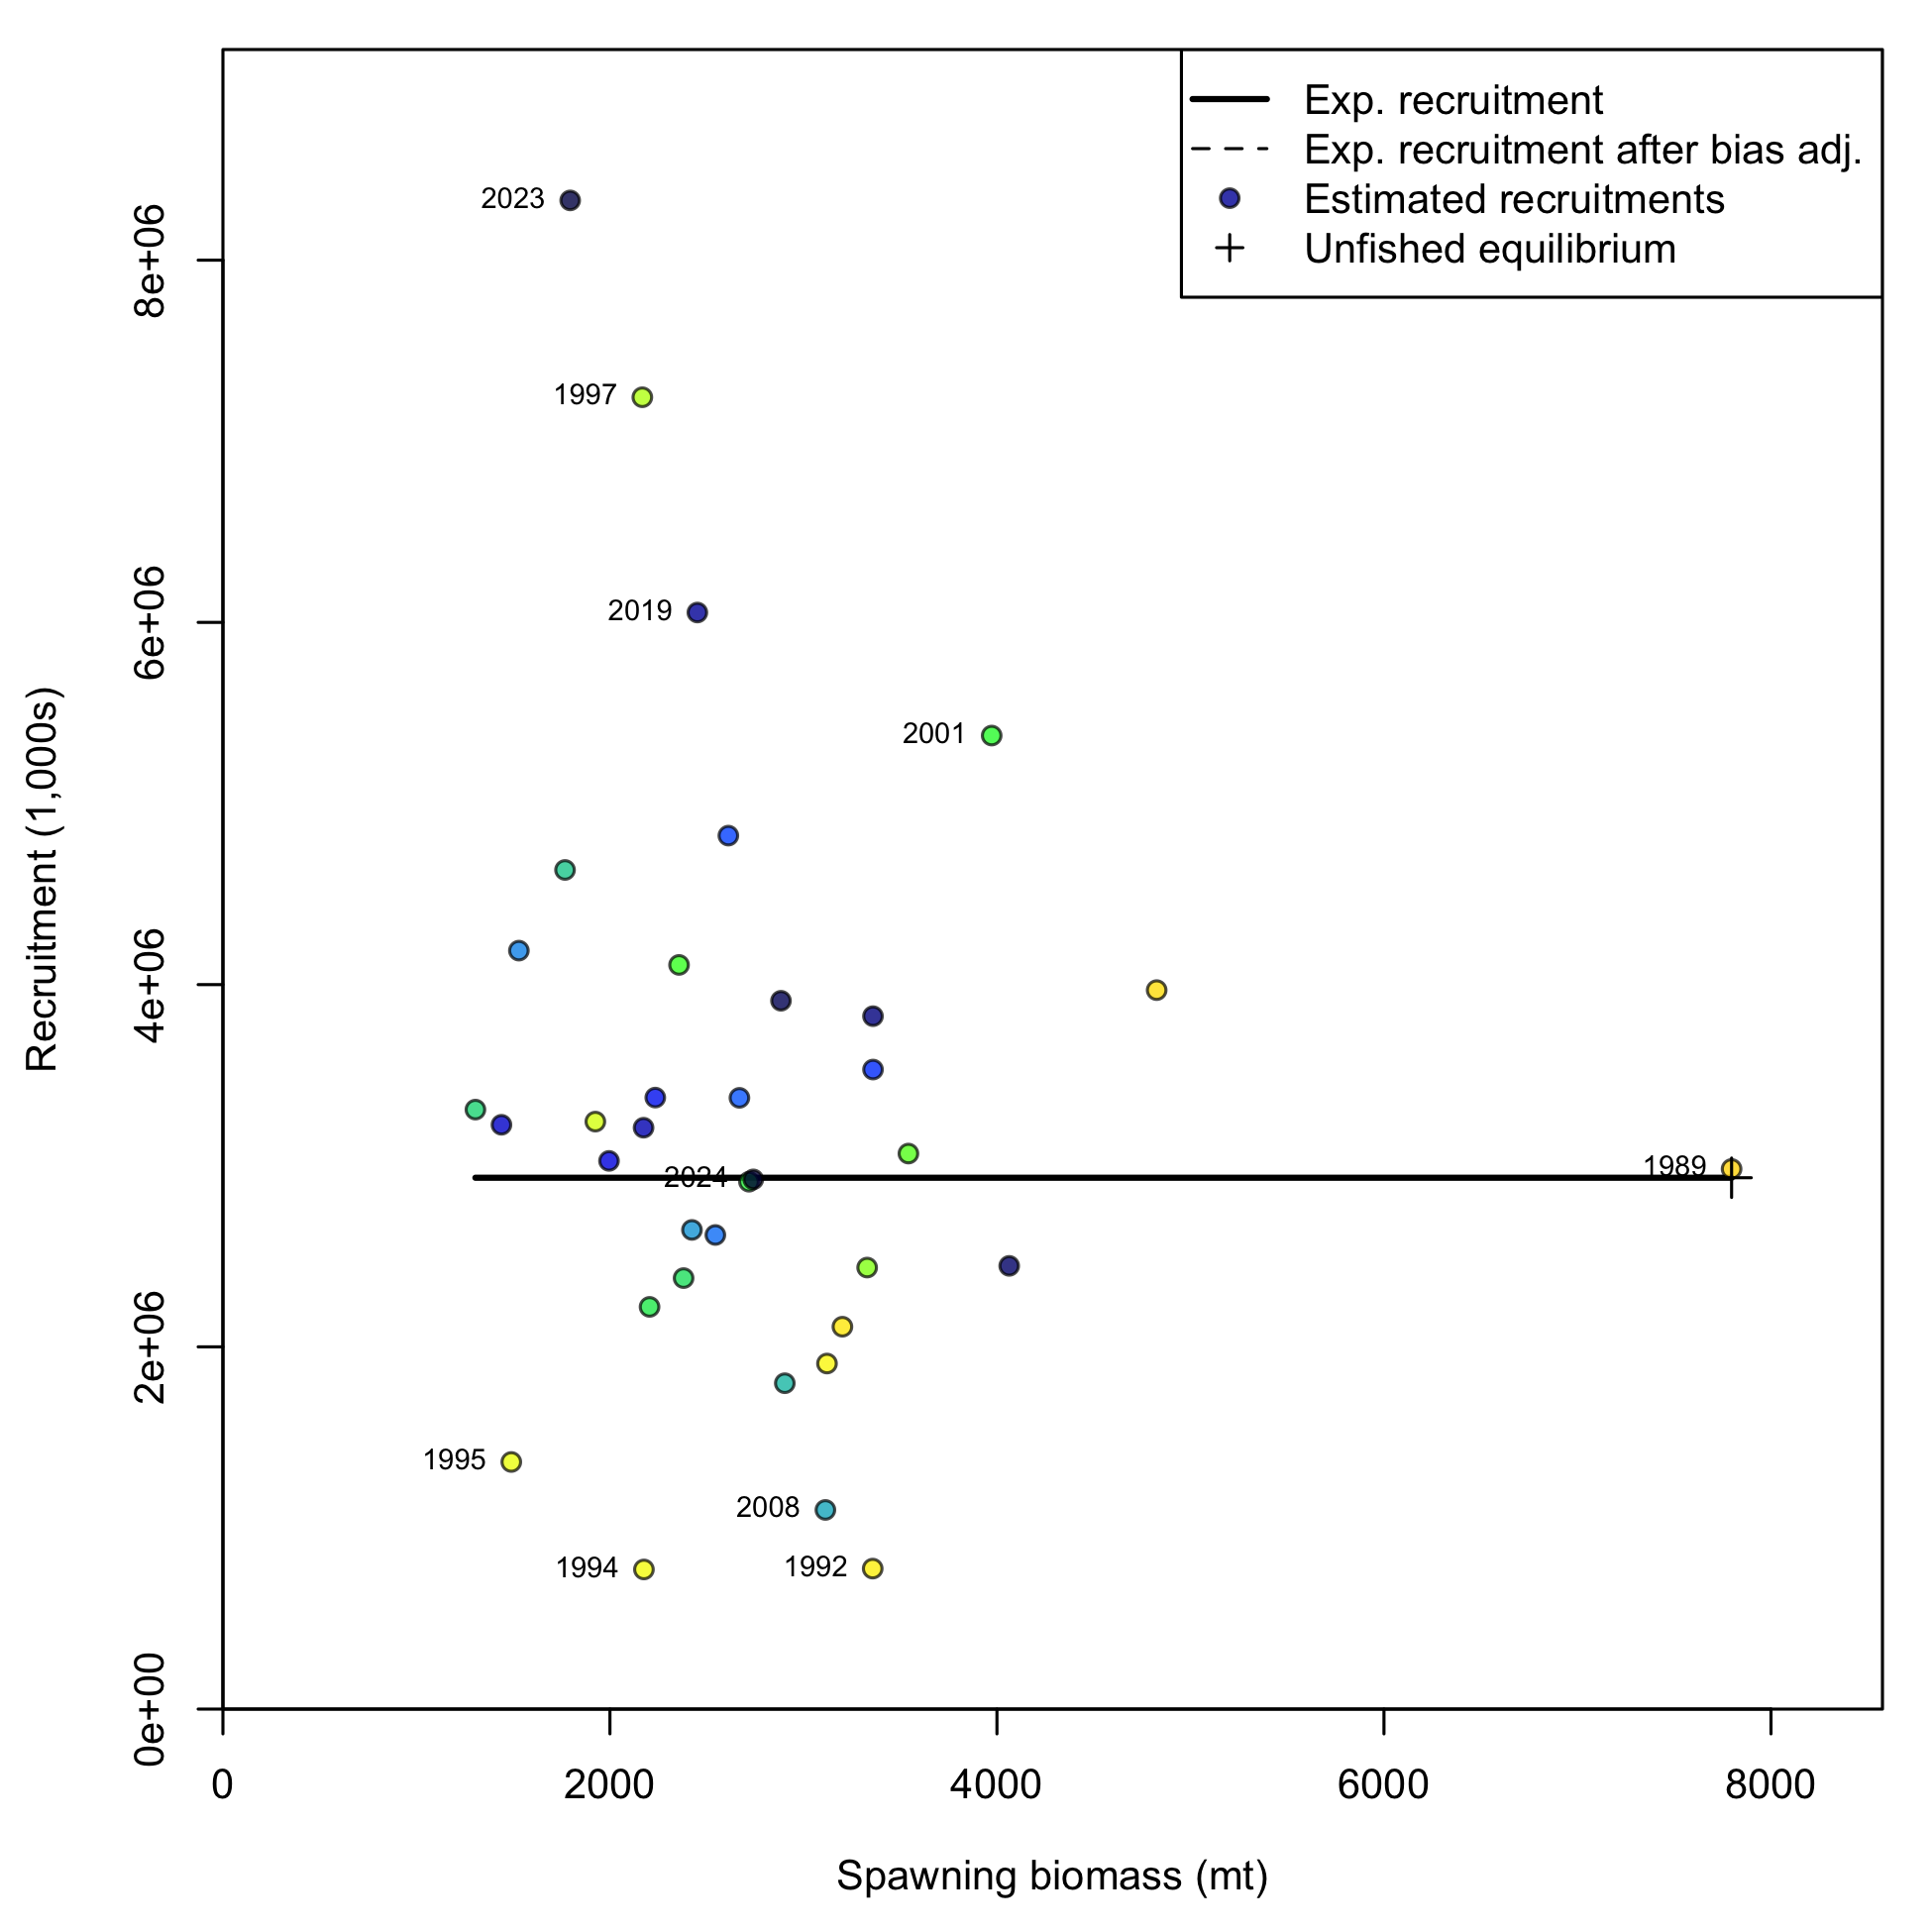 Exp. recruitment
Exp. recruitment after bias adj.
Estimated recruitments
Unfished equilibrium
2023
1997
2019
2001
2024
1989
1995
2008
1994
1992
8e+06
6e+06
4e+06
2e+06
0e+00
Recruitment (1,000s)
0
2000
4000
6000
8000
Spawning biomass (mt)